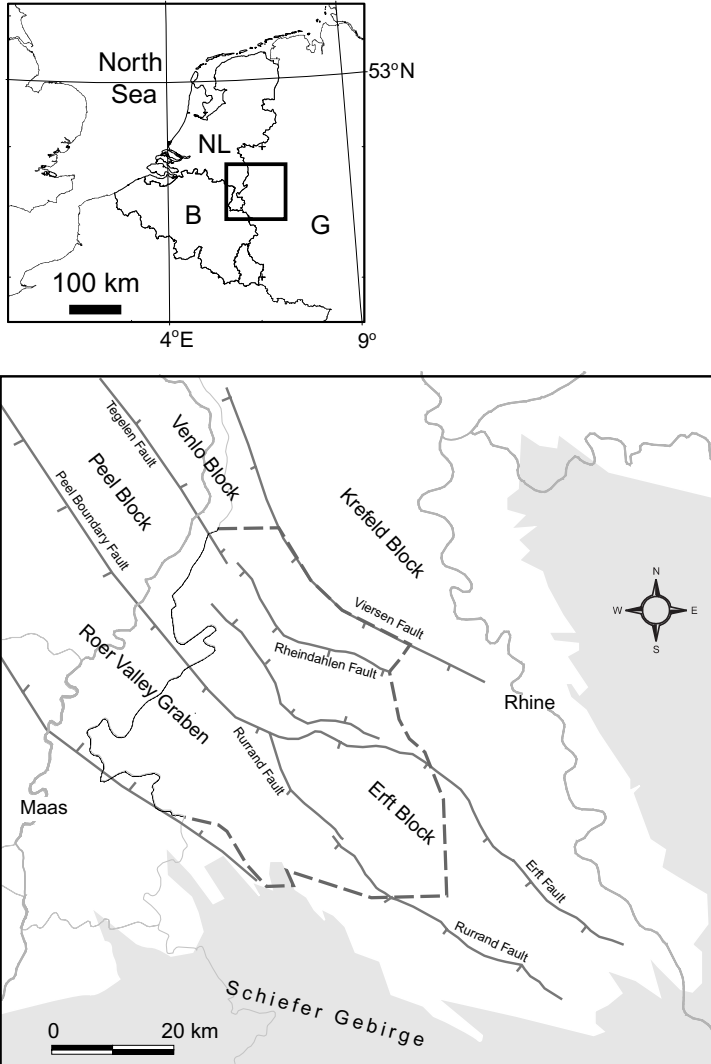 North
Sea
53°N
NL
B
G
100 km
4°E
9°
Tegelen Fault
Venlo Block
Peel Block
Peel Boundary Fault
Krefeld Block
N
W
E
S
Viersen Fault
Rheindahlen Fault
Roer Valley Graben
Rhine
Rurrand Fault
Erft Block
Maas
Erft Fault
Rurrand Fault
Schiefer Gebirge
0
20 km